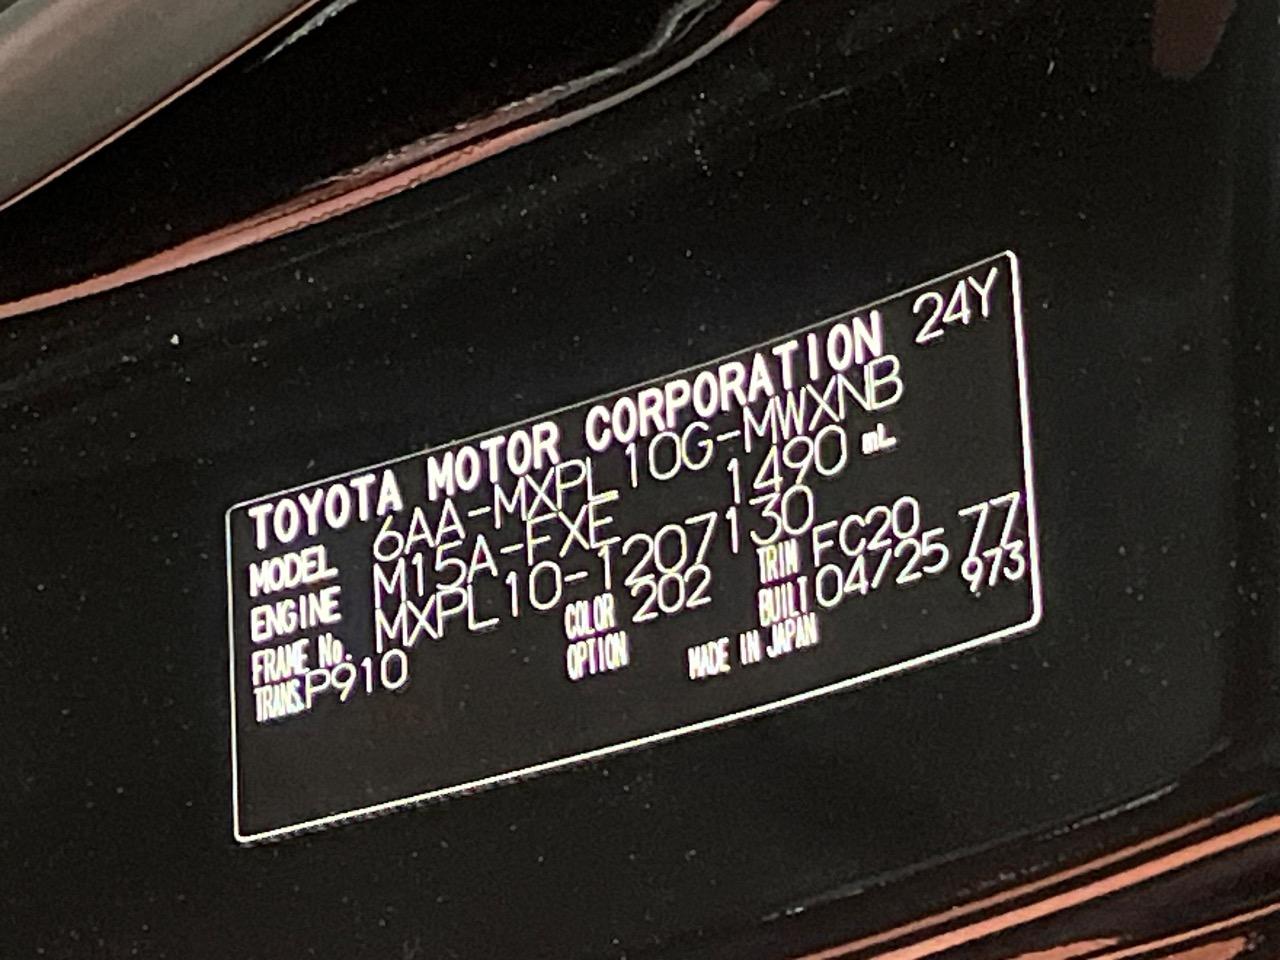 TOYOTA MOTOR CORPORATION 24Y
MODEL 6AA-MXPL10G-MWXNB
ENGINE M15A-FXE 1490 mL
FRAME No. MXPL10-1207130
COLOR 202 TRIM FC20 77
TRANS. P910 OPTION BUILT 04/25 973
MADE IN JAPAN